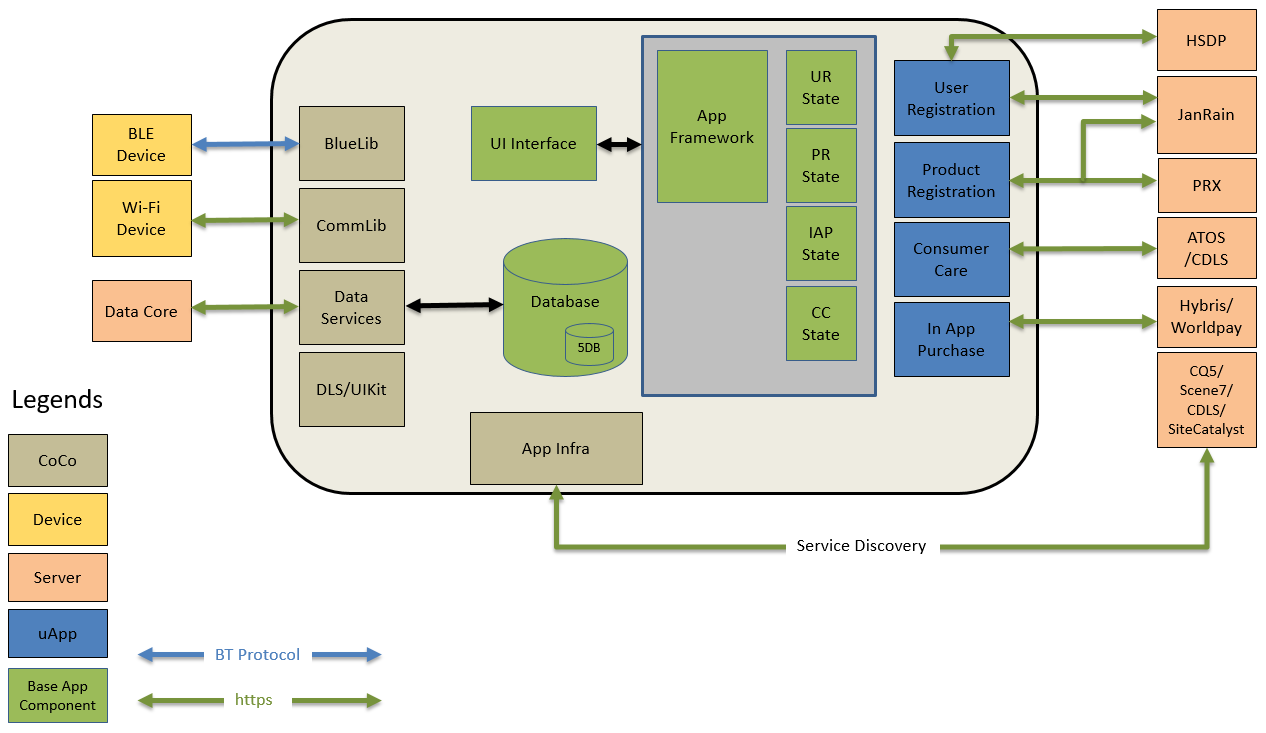 HSDP
UR
State
App
Framework
User
Registration
JanRain
BLE
Device
BlueLib
UI Interface
PR
State
Product
Registration
PRX
Wi-Fi
Device
CommLib
IAP
State
Consumer
Care
ATOS
/CDLS
Data Core
Data
Services
Database
5DB
CC
State
In App
Purchase
Hybris/
Worldpay
DLS/UIKit
CQ5/
Scene7/
CDLS/
SiteCatalyst
App Infra
Service Discovery
Legends
CoCo
Device
Server
uApp
Base App
Component
BT Protocol
https